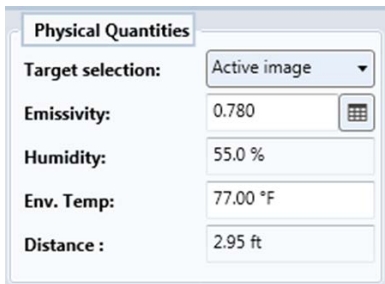 Physical Quantities
Target selection: Active image
Emissivity: 0.780
Humidity: 55.0 %
Env. Temp: 77.00 °F
Distance : 2.95 ft